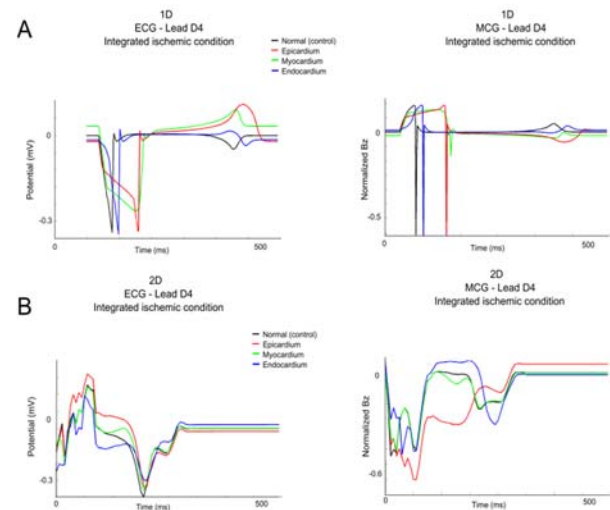 A
1D
ECG - Lead D4
Integrated ischemic condition
Normal (control)
Epicardium
Myocardium
Endocardium
Potential (mV)
0
-0.3
0
500
Time (ms)
1D
MCG - Lead D4
Integrated ischemic condition
Normalized Bz
0
-0.5
0
500
Time (ms)
B
2D
ECG - Lead D4
Integrated ischemic condition
Normal (control)
Epicardium
Myocardium
Endocardium
Potential (mV)
0
-0.3
0
500
Time (ms)
2D
MCG - Lead D4
Integrated ischemic condition
Normalized Bz
0
-0.6
0
500
Time (ms)